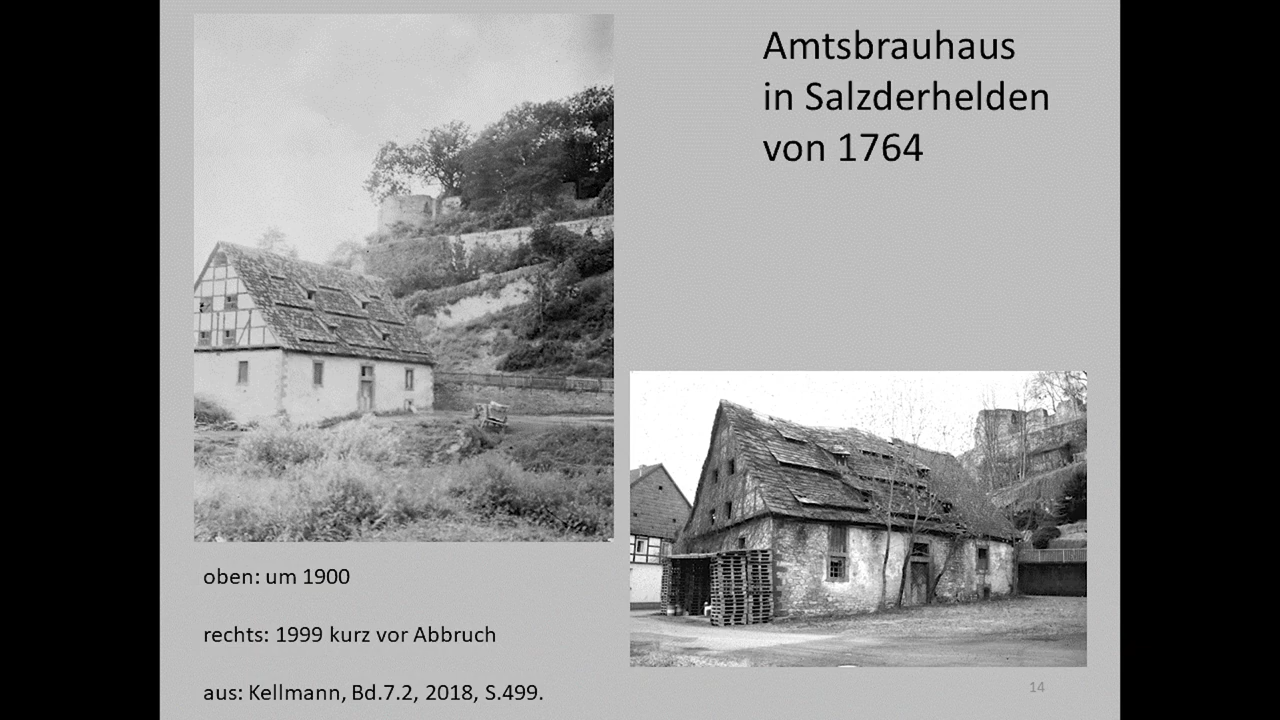 Amtsbrauhaus
in Salzderhelden
von 1764
oben: um 1900
rechts: 1999 kurz vor Abbruch
aus: Kellmann, Bd.7.2, 2018, S.499.
14